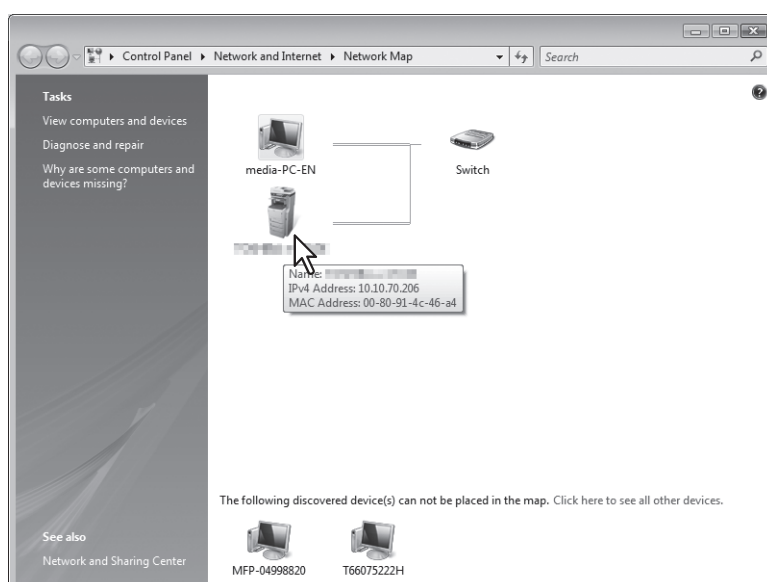 Control Panel
Network and Internet
Network Map
Search
Tasks
View computers and devices
Diagnose and repair
Why are some computers and
devices missing?
media-PC-EN
Switch
Name:
IPv4 Address: 10.10.70.206
MAC Address: 00-80-91-4c-46-a4
The following discovered device(s) can not be placed in the map. Click here to see all other devices.
MFP-04998820
T66075222H
See also
Network and Sharing Center